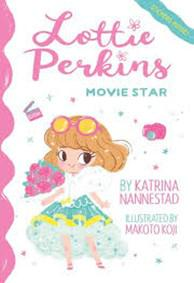 Lottie
Perkins
MOVIE STAR
BY KATRINA
NANNESTAD
ILLUSTRATED BY
MAKOTO KOJI